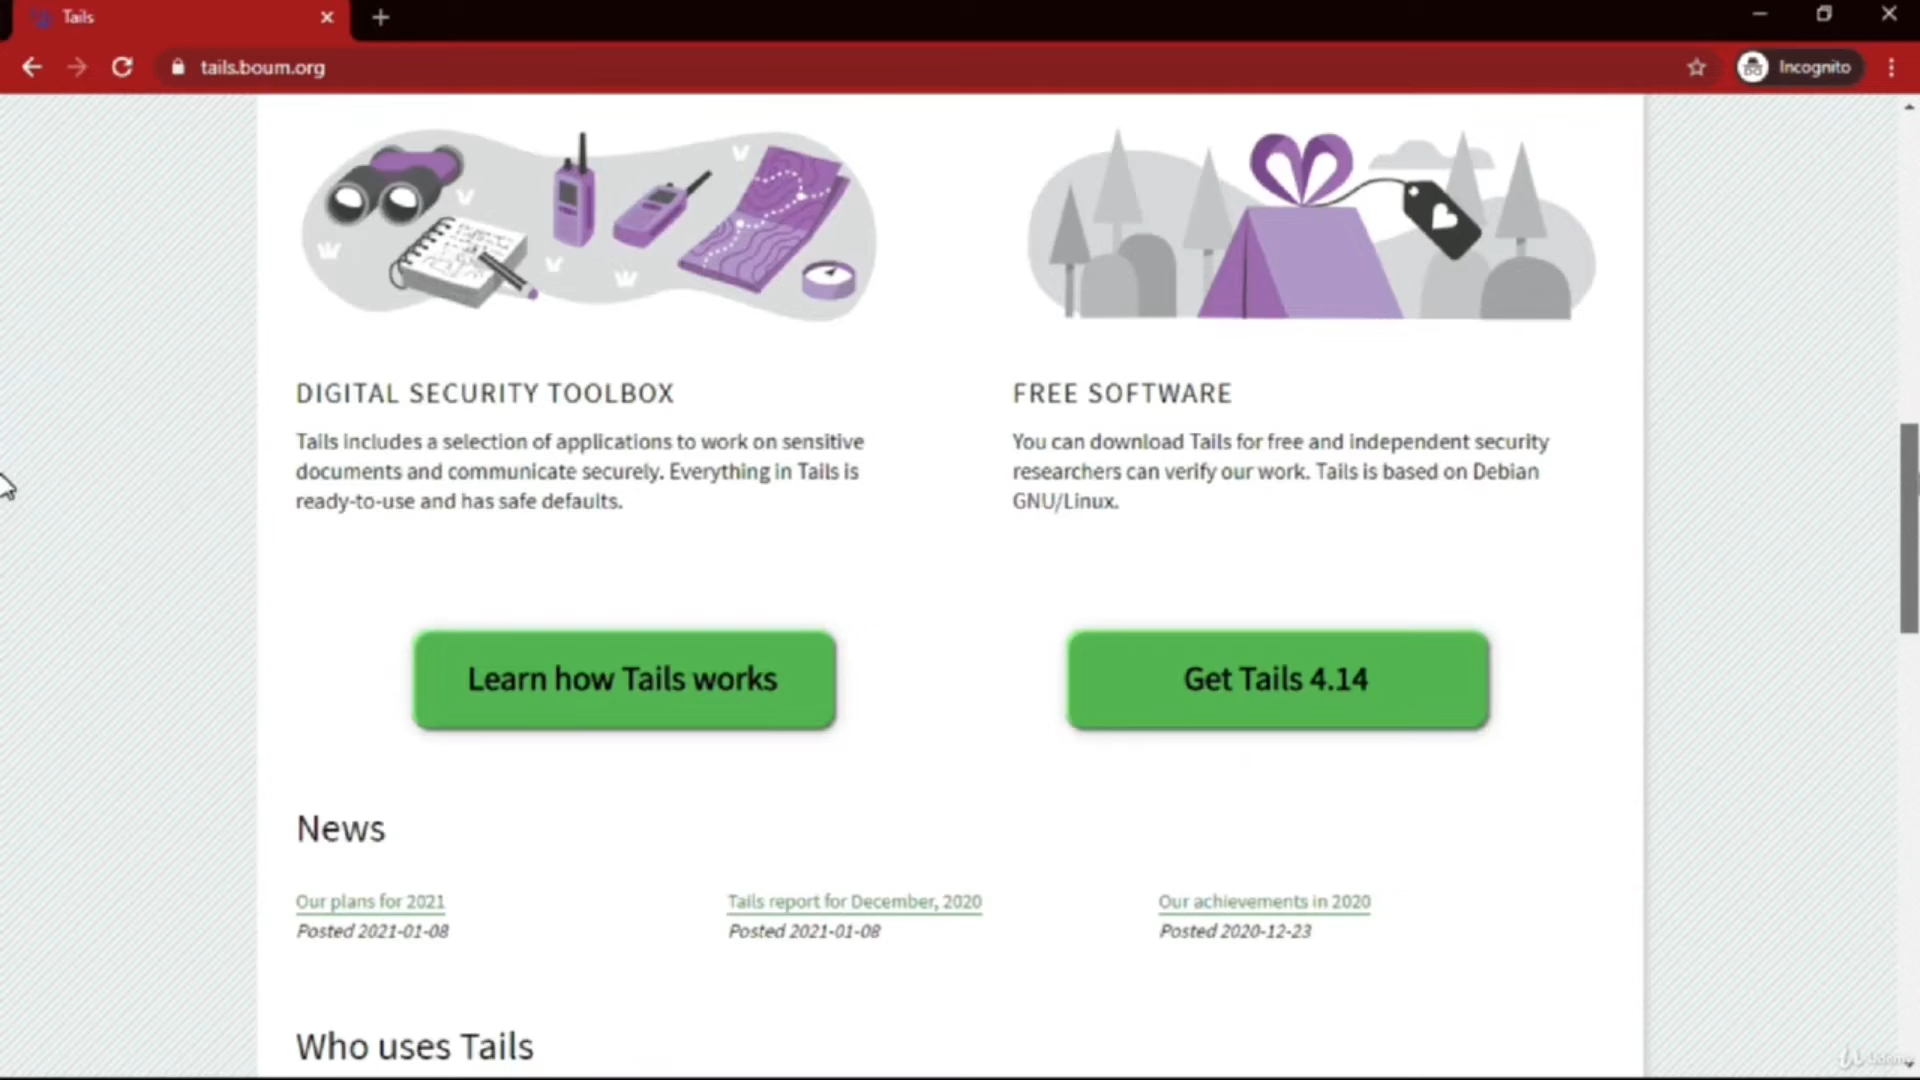 Tails
tails.boum.org
Incognito
DIGITAL SECURITY TOOLBOX
Tails includes a selection of applications to work on sensitive
documents and communicate securely. Everything in Tails is
ready-to-use and has safe defaults.
FREE SOFTWARE
You can download Tails for free and independent security
researchers can verify our work. Tails is based on Debian
GNU/Linux.
Learn how Tails works
Get Tails 4.14
News
Our plans for 2021
Posted 2021-01-08
Tails report for December, 2020
Posted 2021-01-08
Our achievements in 2020
Posted 2020-12-23
Who uses Tails